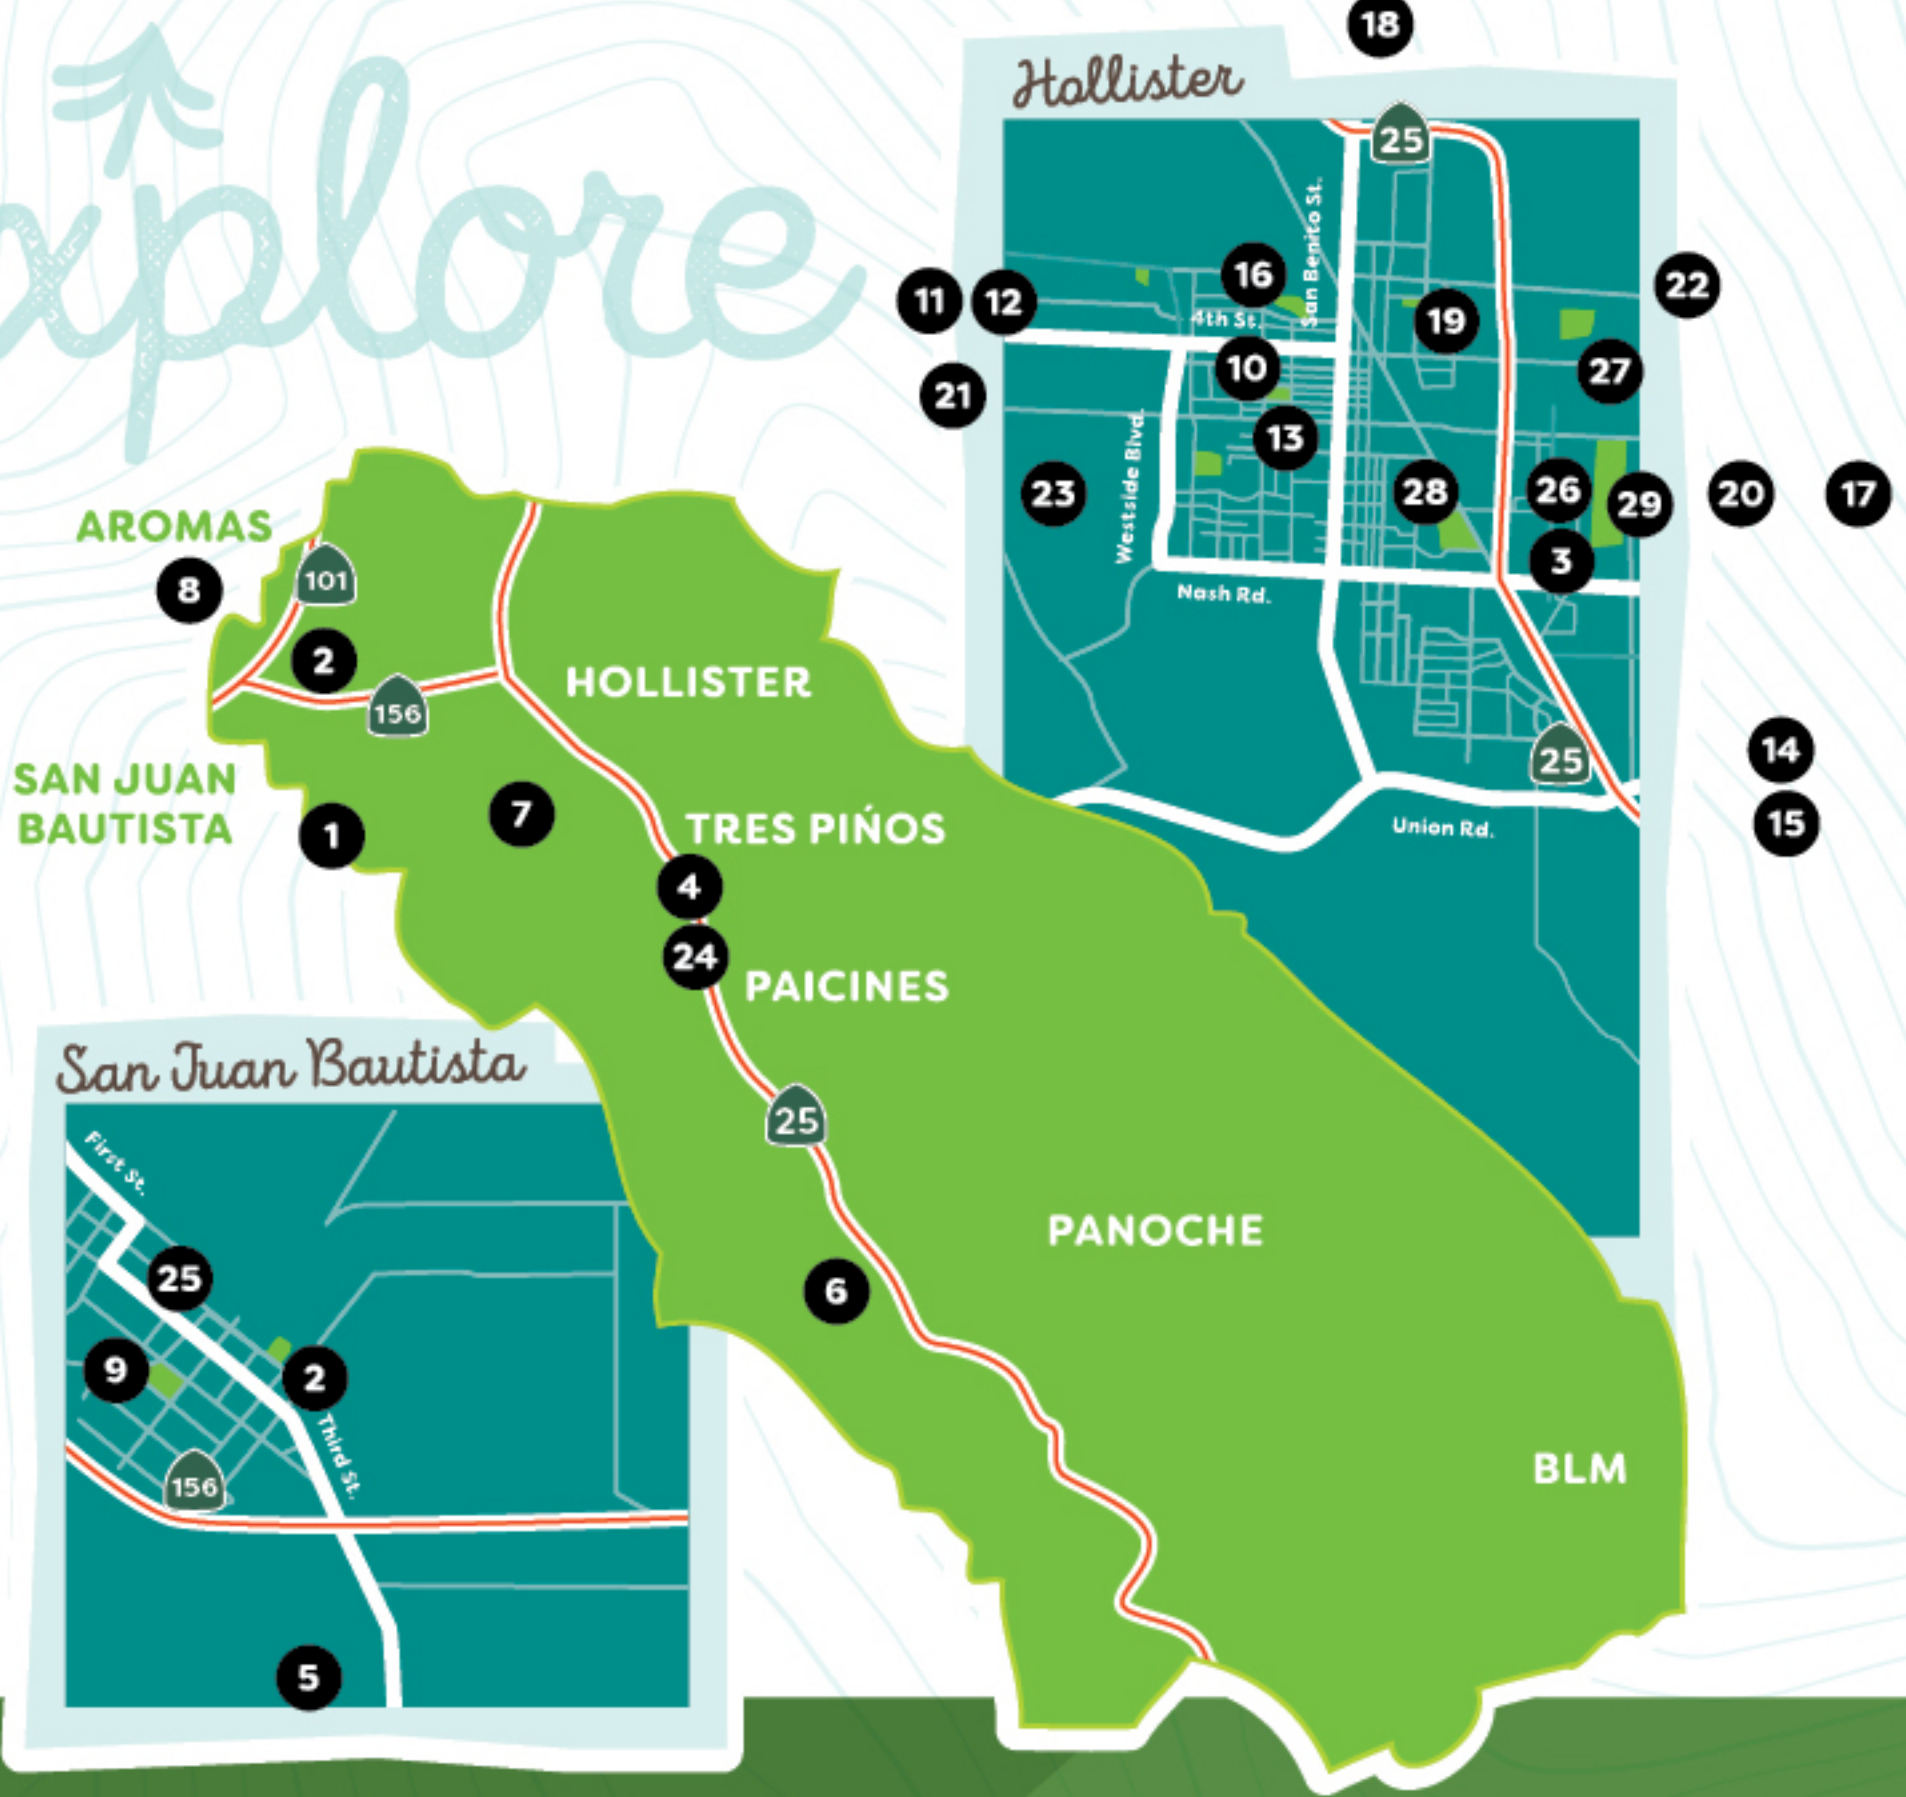 xplore
18
Hollister
25
San Benito St.
16
22
11
12
4th St.
19
10
27
21
13
Westside Blvd.
23
28
26
29
20
17
3
Nash Rd.
25
14
15
Union Rd.
AROMAS
8
101
2
156
HOLLISTER
SAN JUAN
BAUTISTA
1
7
TRES PIŃOS
4
24
PAICINES
25
6
PANOCHE
BLM
San Juan Bautista
First St.
25
9
2
Third St.
156
5